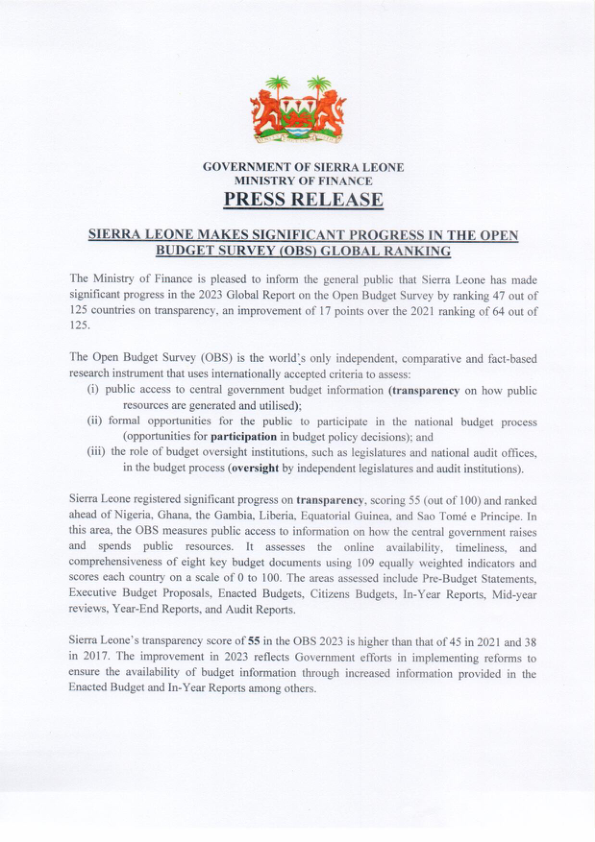 GOVERNMENT OF SIERRA LEONE
MINISTRY OF FINANCE
PRESS RELEASE
SIERRA LEONE MAKES SIGNIFICANT PROGRESS IN THE OPEN
BUDGET SURVEY (OBS) GLOBAL RANKING
The Ministry of Finance is pleased to inform the general public that Sierra Leone has made
significant progress in the 2023 Global Report on the Open Budget Survey by ranking 47 out of
125 countries on transparency, an improvement of 17 points over the 2021 ranking of 64 out of
125.
The Open Budget Survey (OBS) is the world's only independent, comparative and fact-based
research instrument that uses internationally accepted criteria to assess:
(i) public access to central government budget information (transparency on how public
resources are generated and utilised);
(ii) formal opportunities for the public to participate in the national budget process
(opportunities for participation in budget policy decisions); and
(iii) the role of budget oversight institutions, such as legislatures and national audit offices,
in the budget process (oversight by independent legislatures and audit institutions).
Sierra Leone registered significant progress on transparency, scoring 55 (out of 100) and ranked
ahead of Nigeria, Ghana, the Gambia, Liberia, Equatorial Guinea, and Sao Tomé e Principe. In
this area, the OBS measures public access to information on how the central government raises
and spends public resources. It assesses the online availability, timeliness, and
comprehensiveness of eight key budget documents using 109 equally weighted indicators and
scores each country on a scale of 0 to 100. The areas assessed include Pre-Budget Statements,
Executive Budget Proposals, Enacted Budgets, Citizens Budgets, In-Year Reports, Mid-year
reviews, Year-End Reports, and Audit Reports.
Sierra Leone's transparency score of 55 in the OBS 2023 is higher than that of 45 in 2021 and 38
in 2017. The improvement in 2023 reflects Government efforts in implementing reforms to
ensure the availability of budget information through increased information provided in the
Enacted Budget and In-Year Reports among others.